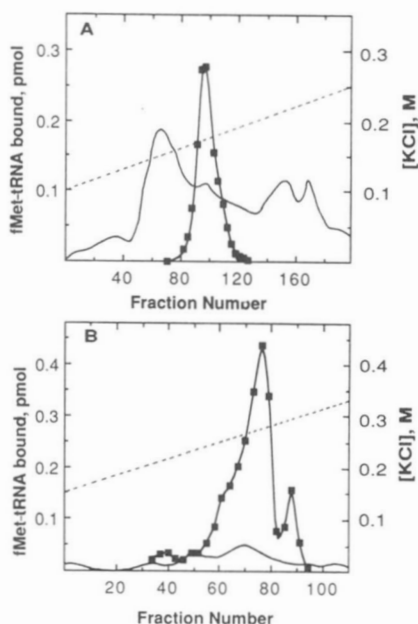 A
fMet-tRNA bound, pmol
0.3
0.2
0.1
[KCl], M
0.3
0.2
0.1
40 80 120 160
Fraction Number
B
fMet-tRNA bound, pmol
0.4
0.3
0.2
0.1
[KCl], M
0.4
0.3
0.2
0.1
20 40 60 80 100
Fraction Number